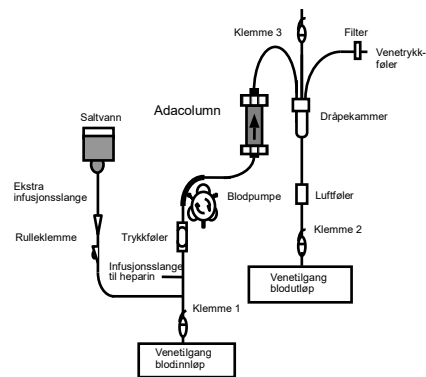 Klemme 3
Filter
Venetrykk-
føler
Saltvann
Adacolumn
Dråpekammer
Ekstra
infusjonsslange
Blodpumpe
Luftføler
Rulleklemme
Trykkføler
Klemme 2
Infusjonsslange
til heparin
Venetilgang
blodutløp
Klemme 1
Venetilgang
blodinnløp